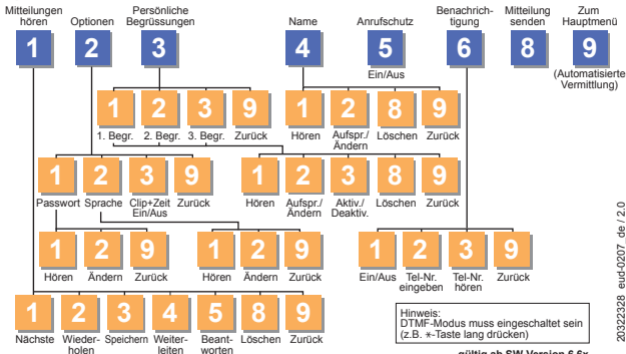 Mitteilungen hören
Optionen
Persönliche Begrüssungen
Name
Anrufschutz
Benachrich-
tigung
Mitteilung senden
Zum Hauptmenü
1 2 3 4 5 6 8 9
Ein/Aus
(Automatisierte Vermittlung)
1 2 3 9 1 2 8 9
1. Begr. 2. Begr. 3. Begr. Zurück Hören Aufspr./ Ändern Löschen Zurück
1 2 3 9 1 2 3 8 9
Passwort Sprache Clip+Zeit Ein/Aus Zurück Hören Aufspr./ Ändern Aktiv./ Deaktiv. Löschen Zurück
1 2 9 1 2 9 1 2 3 9
Hören Ändern Zurück Hören Ändern Zurück Ein/Aus Tel-Nr. eingeben Tel-Nr. hören Zurück
1 2 3 4 5 8 9
Nächste Wieder-
holen Speichern Weiter-
leiten Beant-
worten Löschen Zurück
Hinweis:
DTMF-Modus muss eingeschaltet sein
(z.B. *-Taste lang drücken)
gültig ab SW-Version 6.6x
20322328 eud-0207_de / 2.0